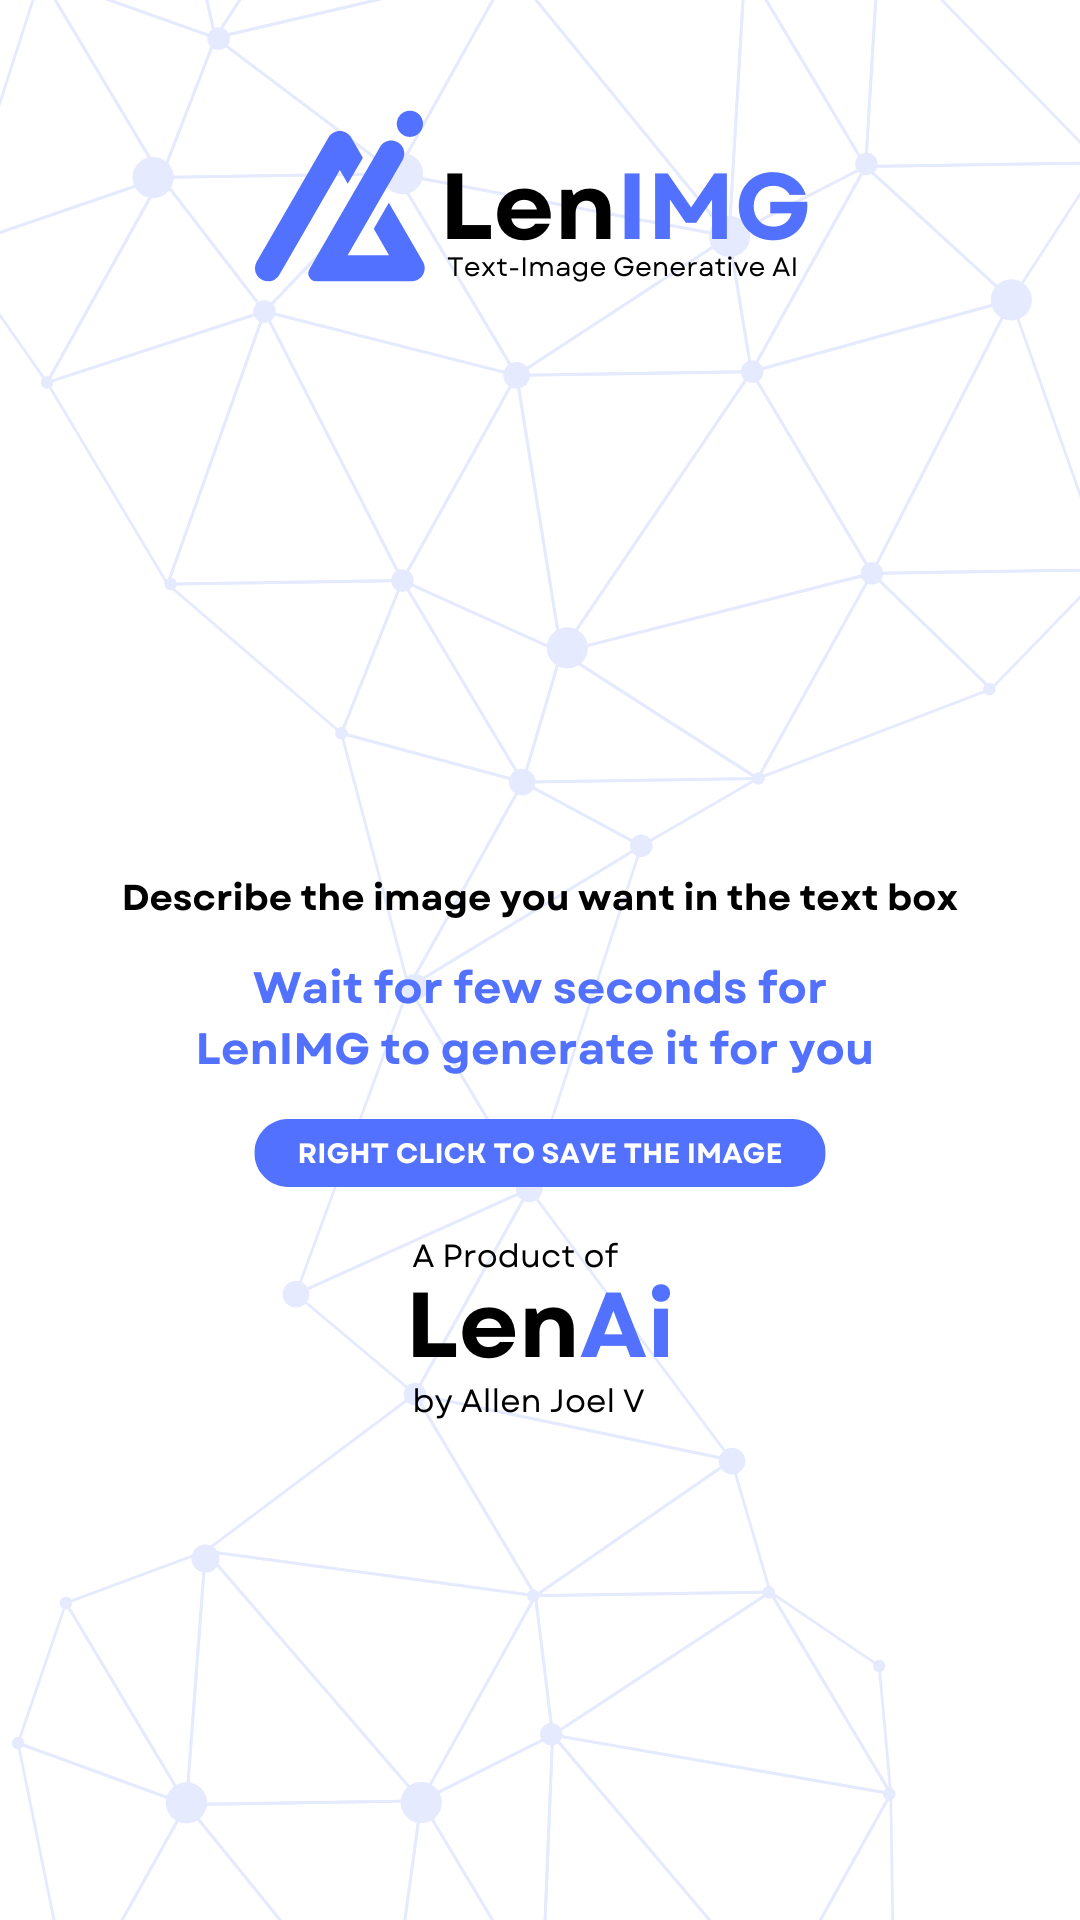 LenIMG
Text-Image Generative AI
Describe the image you want in the text box
Wait for few seconds for
LenIMG to generate it for you
RIGHT CLICK TO SAVE THE IMAGE
A Product of
LenAi
by Allen Joel V